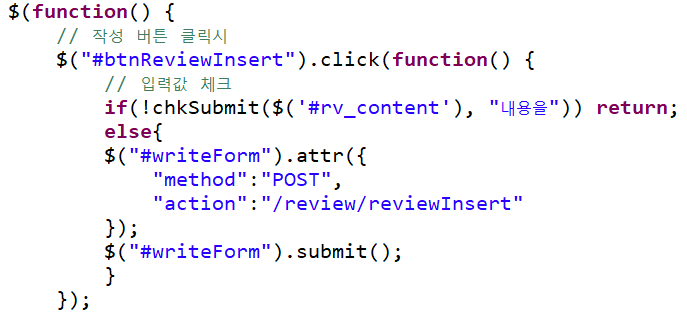 $(function() {
    // 작성 버튼 클릭시
    $("#btnReviewInsert").click(function() {
        // 입력값 체크
        if(!chkSubmit($('#rv_content'), "내용을")) return;
        else{
        $("#writeForm").attr({
            "method":"POST",
            "action":"/review/reviewInsert"
        });
        $("#writeForm").submit();
        }
    });